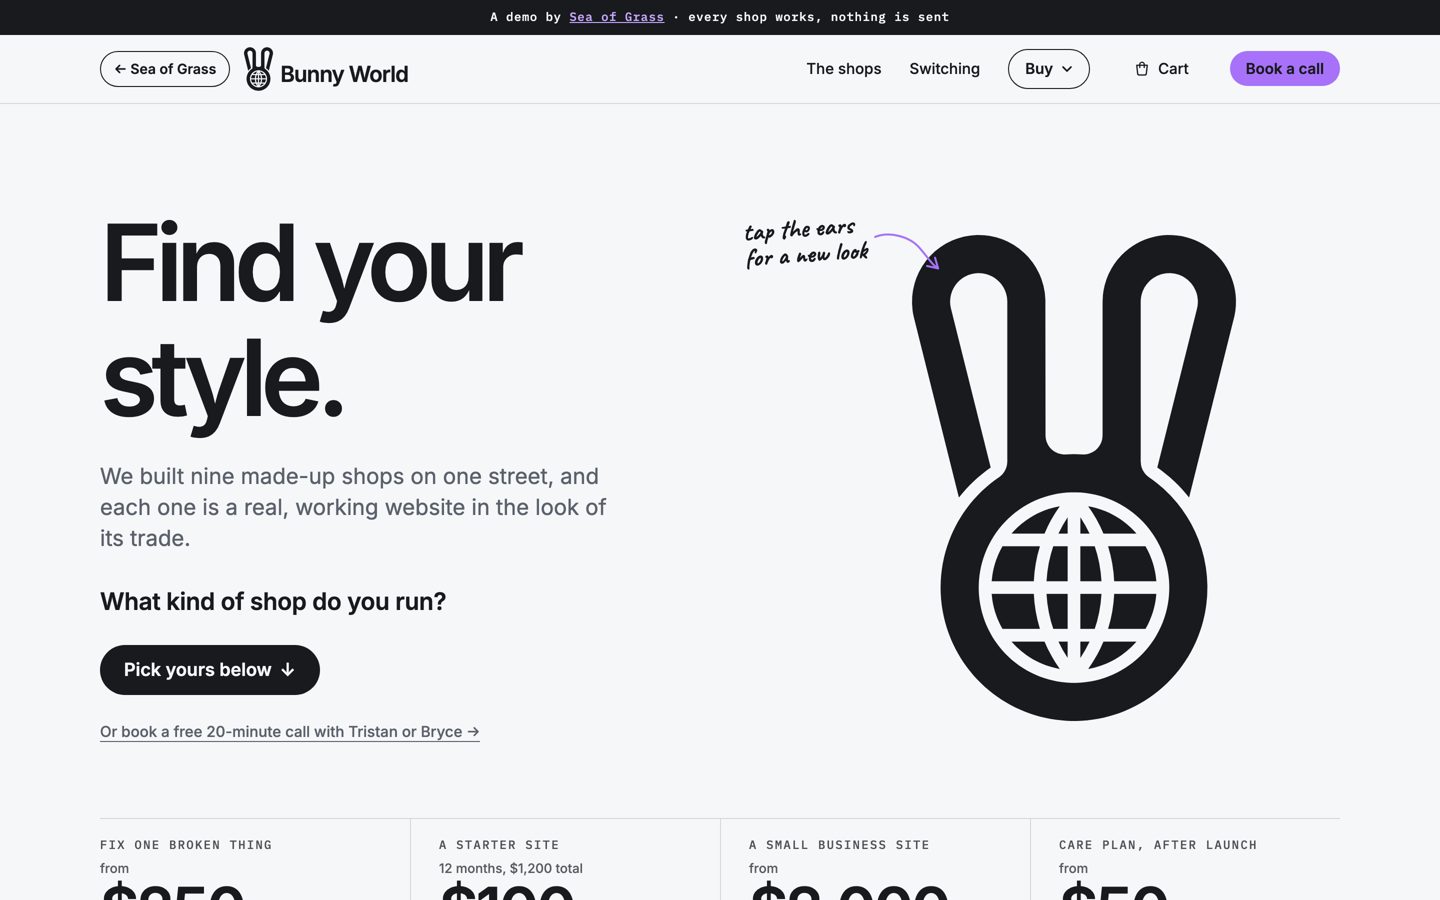 A demo by Sea of Grass · every shop works, nothing is sent
← Sea of Grass
Bunny World
The shops
Switching
Buy
Cart
Book a call
Find your
style.
We built nine made-up shops on one street, and
each one is a real, working website in the look of
its trade.
What kind of shop do you run?
Pick yours below ↓
Or book a free 20-minute call with Tristan or Bryce →
tap the ears
for a new look
FIX ONE BROKEN THING
from
$250
A STARTER SITE
12 months, $1,200 total
$100
A SMALL BUSINESS SITE
from
CARE PLAN, AFTER LAUNCH
from
$50